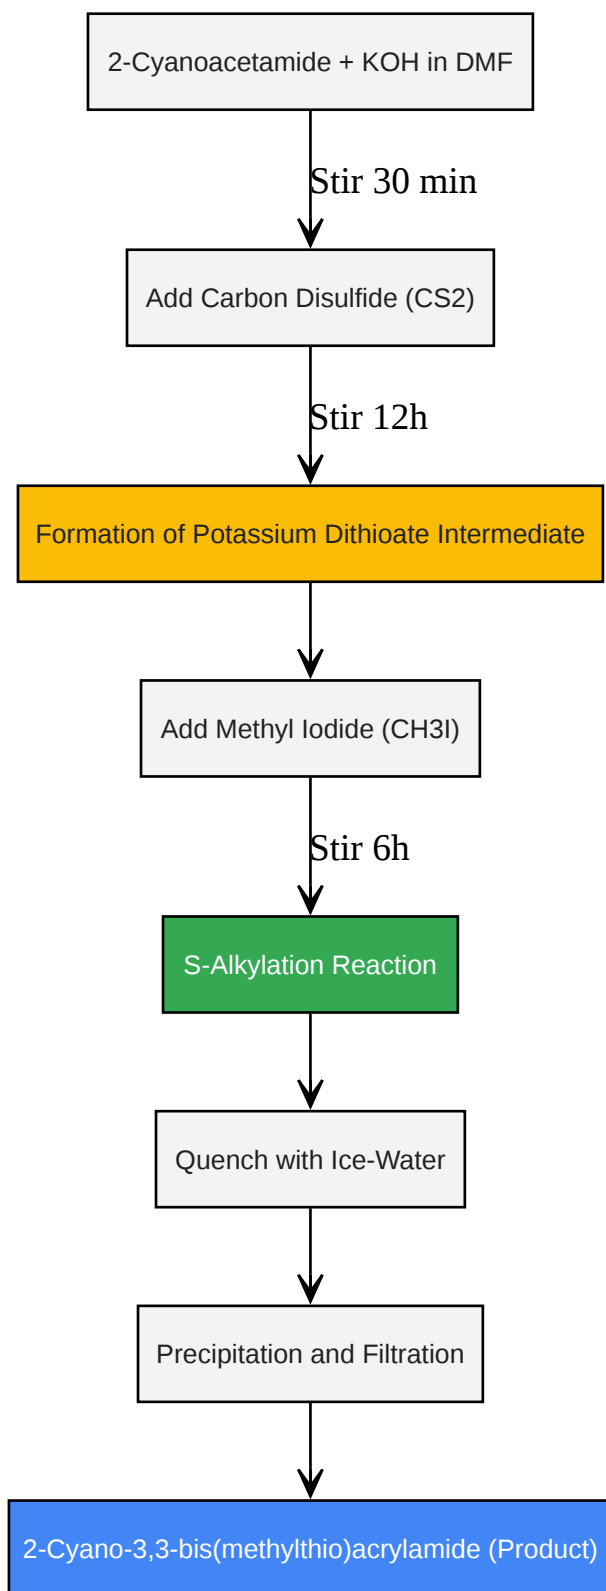 2-Cyanoacetamide + KOH in DMF
Stir 30 min
Add Carbon Disulfide (CS2)
Stir 12h
Formation of Potassium Dithioate Intermediate
Add Methyl Iodide (CH3I)
Stir 6h
S-Alkylation Reaction
Quench with Ice-Water
Precipitation and Filtration
2-Cyano-3,3-bis(methylthio)acrylamide (Product)